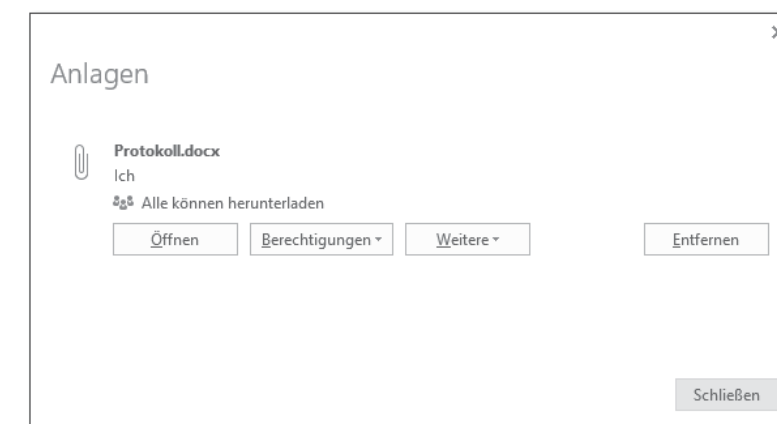 Anlagen
Protokoll.docx
Ich
Alle können herunterladen
Öffnen Berechtigungen Weitere Entfernen
Schließen